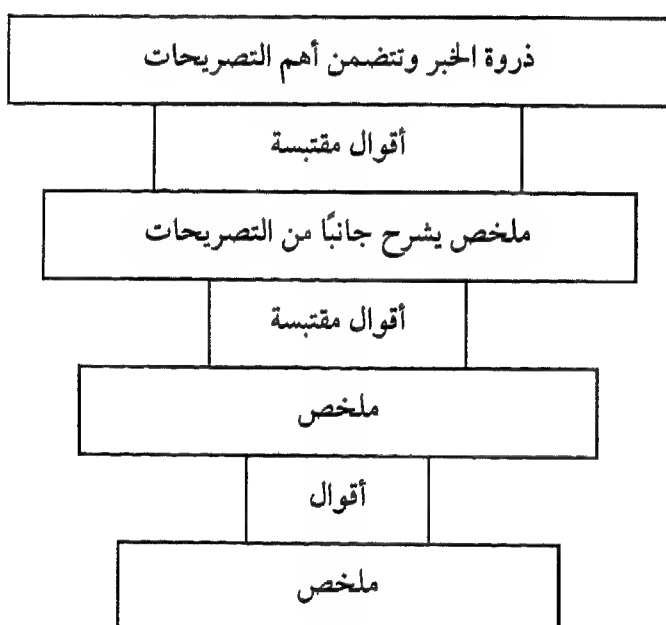 ذروة الخبر وتتضمن أهم التصريحات
أقوال مقتبسة
ملخص يشرح جانبًا من التصريحات
أقوال مقتبسة
ملخص
أقوال
ملخص